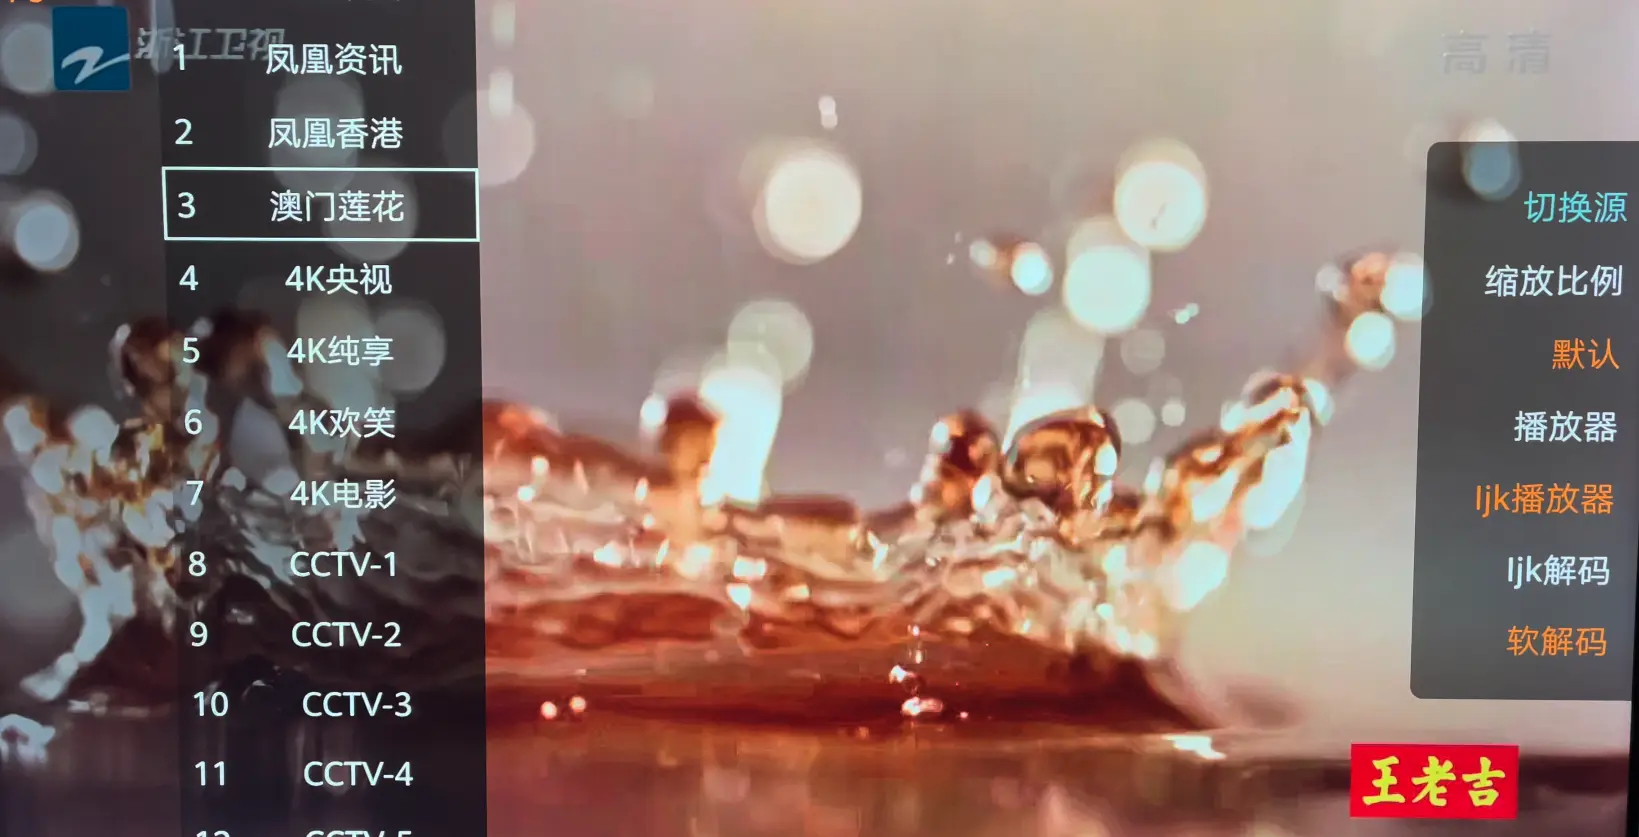 浙江卫视
高清
1 凤凰资讯
2 凤凰香港
3 澳门莲花
4 4K央视
5 4K纯享
6 4K欢笑
7 4K电影
8 CCTV-1
9 CCTV-2
10 CCTV-3
11 CCTV-4
12 CCTV-5
切换源
缩放比例
默认
播放器
Ijk播放器
Ijk解码
软解码
王老吉